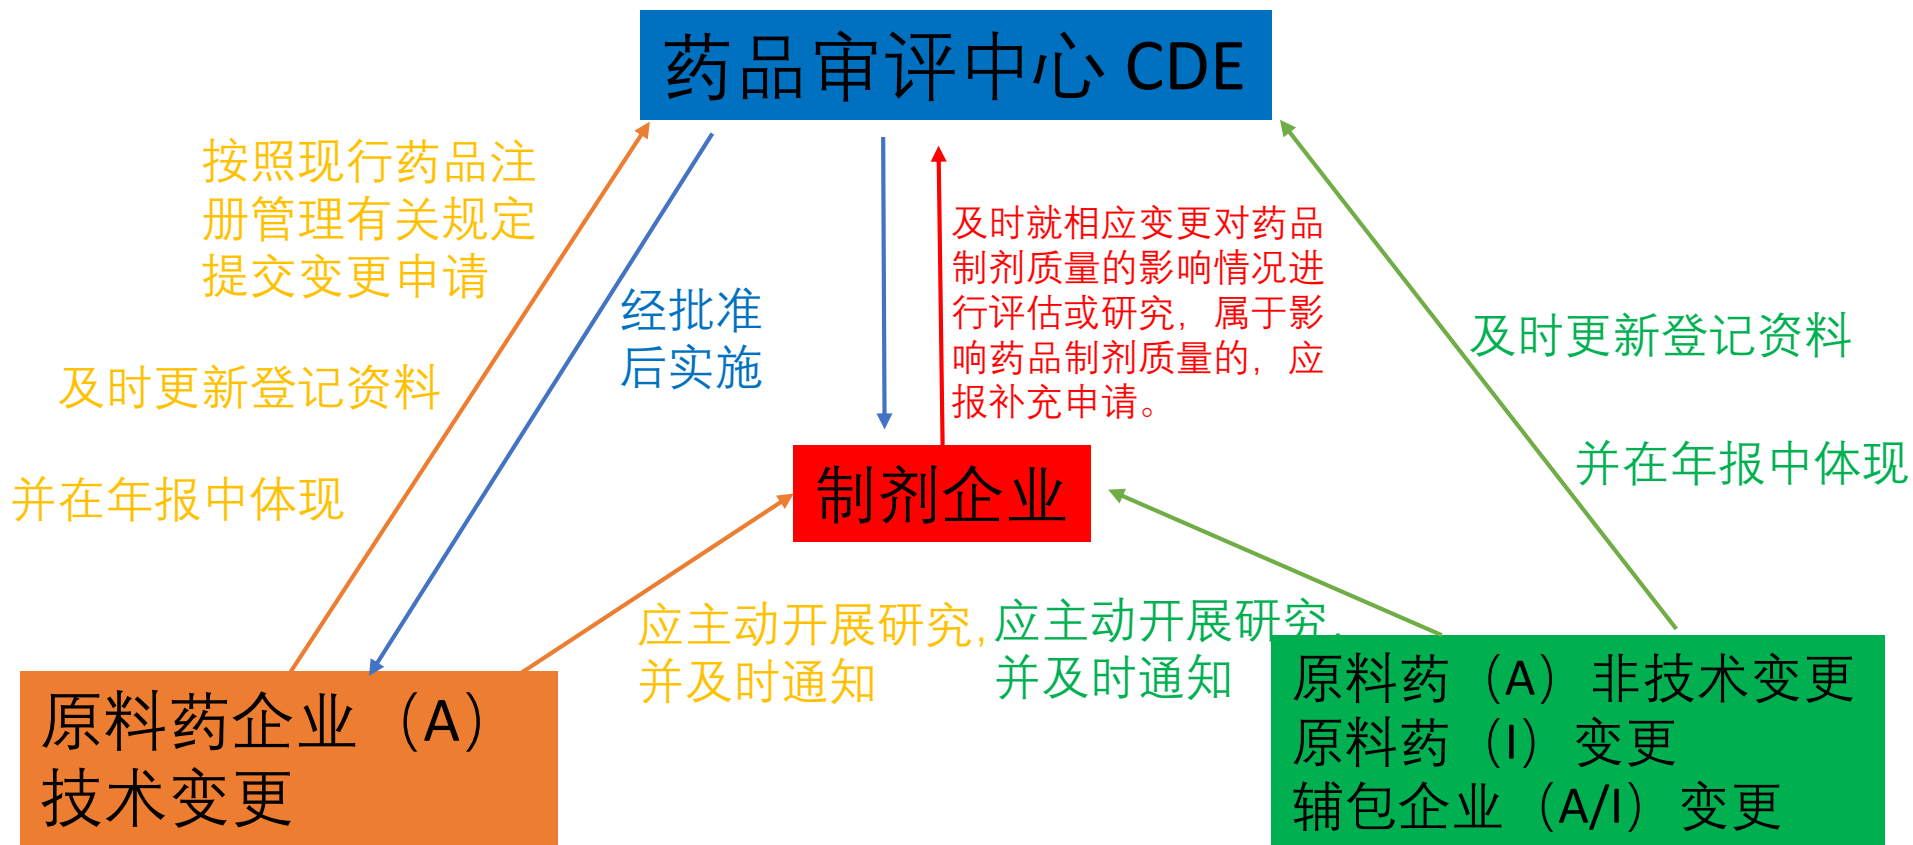 药品审评中心 CDE
按照现行药品注
册管理有关规定
提交变更申请
及时更新登记资料
并在年报中体现
经批准
后实施
及时就相应变更对药品
制剂质量的影响情况进
行评估或研究，属于影
响药品制剂质量的，应
报补充申请。
及时更新登记资料
并在年报中体现
制剂企业
应主动开展研究，
并及时通知
应主动开展研究，
并及时通知
原料药企业（A）
技术变更
原料药（A）非技术变更
原料药（I）变更
辅包企业（A/I）变更